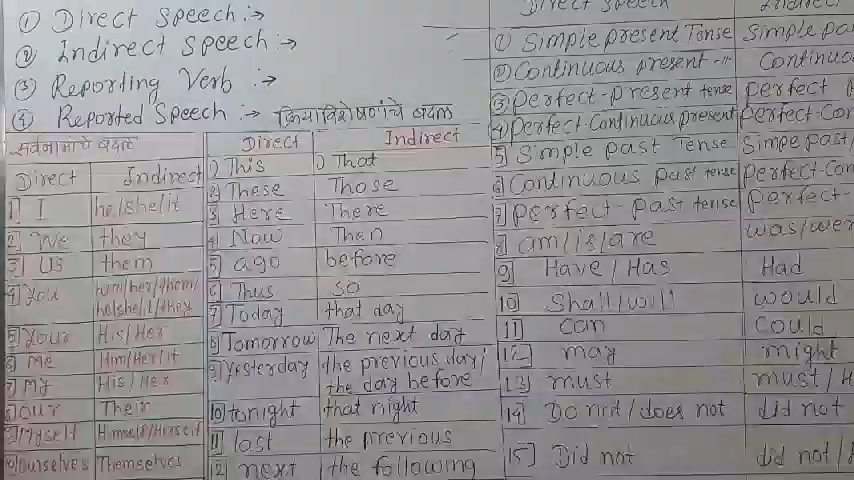 ① Direct Speech :→
② Indirect Speech :→
③ Reporting Verb :→
④ Reported Speech :→ क्रियाविशेषणांचे बदल
सर्वनामांचे बदल
Direct Indirect
1] I he/she/it
2] We they
3] Us them
4] You him/her/them/
he/she/it/they
5] Your His/Her
6] Me Him/Her/it
7] My His/Her
8] Our Their
9] Myself Himself/Herself
10] Ourselves Themselves
Direct Indirect
1) This 1) That
2] These Those
3] Here There
4] Now Then
5] ago before
6] Thus so
7] Today that day
8] Tomorrow The next day
9] Yesterday the previous day/
the day before
10] tonight that night
11] last the previous
12] next the following
Direct Speech Indirect
① Simple present Tense Simple pa
② Continuous present -"- Continuo
③ perfect-present tense perfect
④ perfect-Continuous present perfect-Con
5] Simple past Tense Simpe past/
6] Continuous past tense perfect-Con
7] perfect-past tense perfect-
8] am/is/are was/wer
9] Have/Has Had
10] Shall/will would
11] can could
12] may might
13] must must/H
14] Do not/does not did not
15] Did not did not/